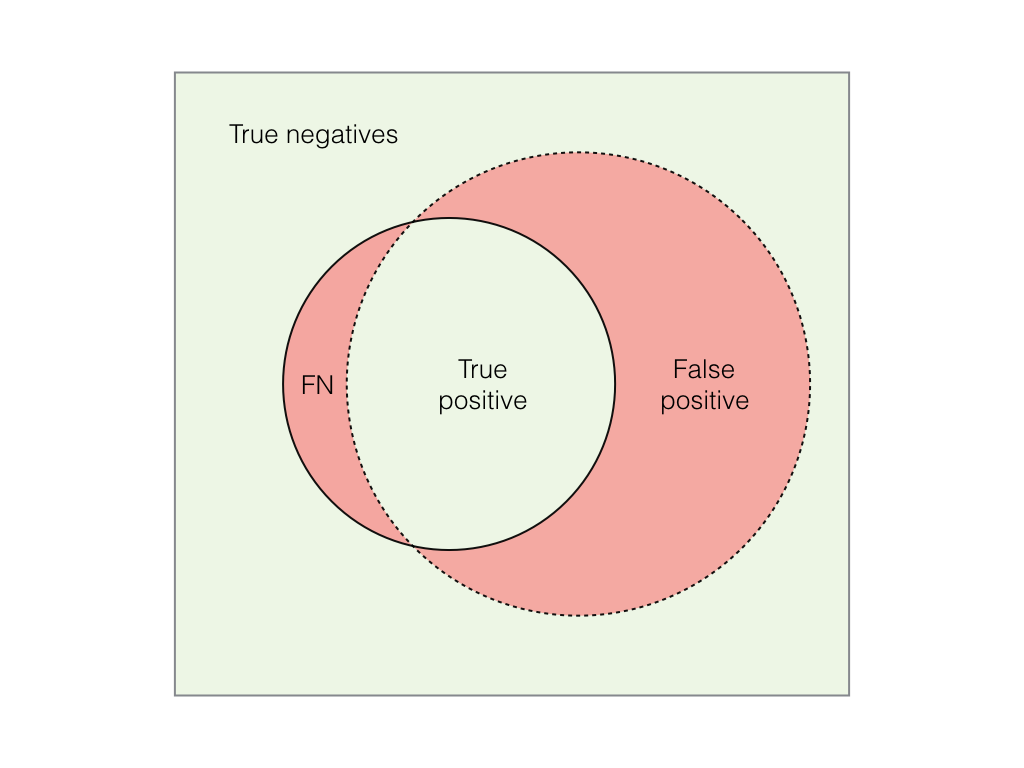 True negatives
FN
True
positive
False
positive